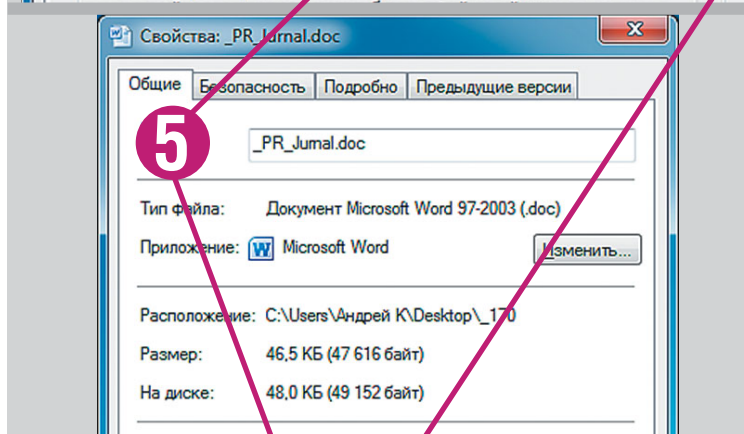 Свойства: _PR_Jurnal.doc
Общие Безопасность Подробно Предыдущие версии
5
_PR_Jurnal.doc
Тип файла: Документ Microsoft Word 97-2003 (.doc)
Приложение: Microsoft Word Изменить...
Расположение: C:\Users\Андрей К\Desktop\_170
Размер: 46,5 КБ (47 616 байт)
На диске: 48,0 КБ (49 152 байт)